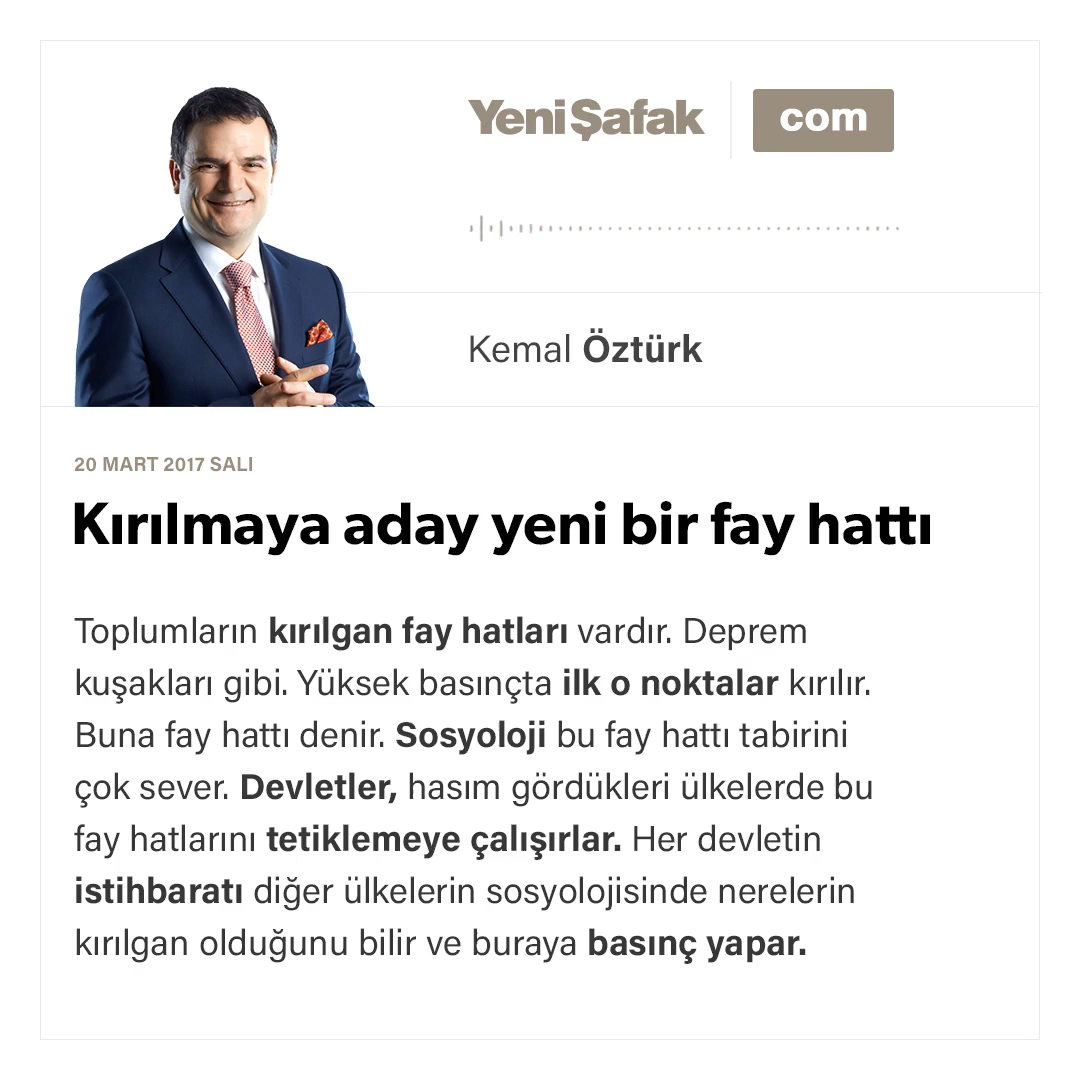 YeniŞafak com
Kemal Öztürk
20 MART 2017 SALI
Kırılmaya aday yeni bir fay hattı
Toplumların kırılgan fay hatları vardır. Deprem
kuşakları gibi. Yüksek basınçta ilk o noktalar kırılır.
Buna fay hattı denir. Sosyoloji bu fay hattı tabirini
çok sever. Devletler, hasım gördükleri ülkelerde bu
fay hatlarını tetiklemeye çalışırlar. Her devletin
istihbaratı diğer ülkelerin sosyolojisinde nerelerin
kırılgan olduğunu bilir ve buraya basınç yapar.